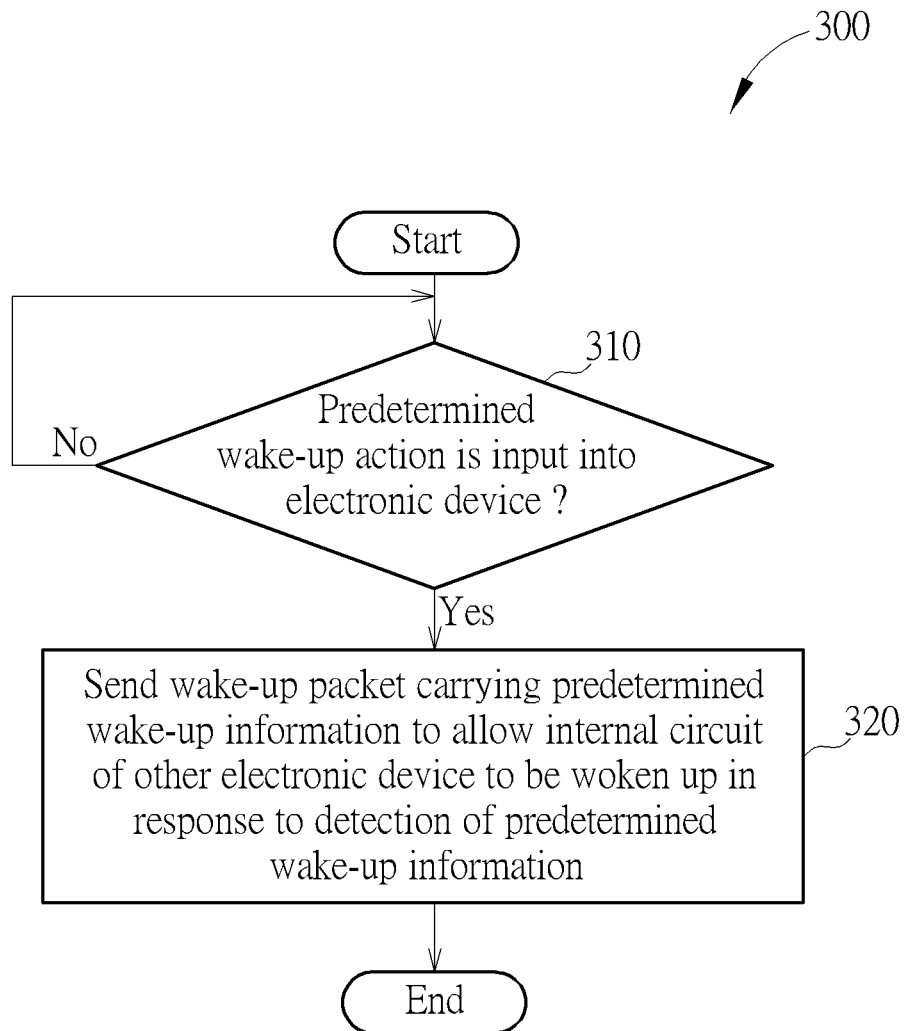 300
Start
310
Predetermined
wake-up action is input into
electronic device ?
No
Yes
Send wake-up packet carrying predetermined
wake-up information to allow internal circuit
of other electronic device to be woken up in
response to detection of predetermined
wake-up information
320
End